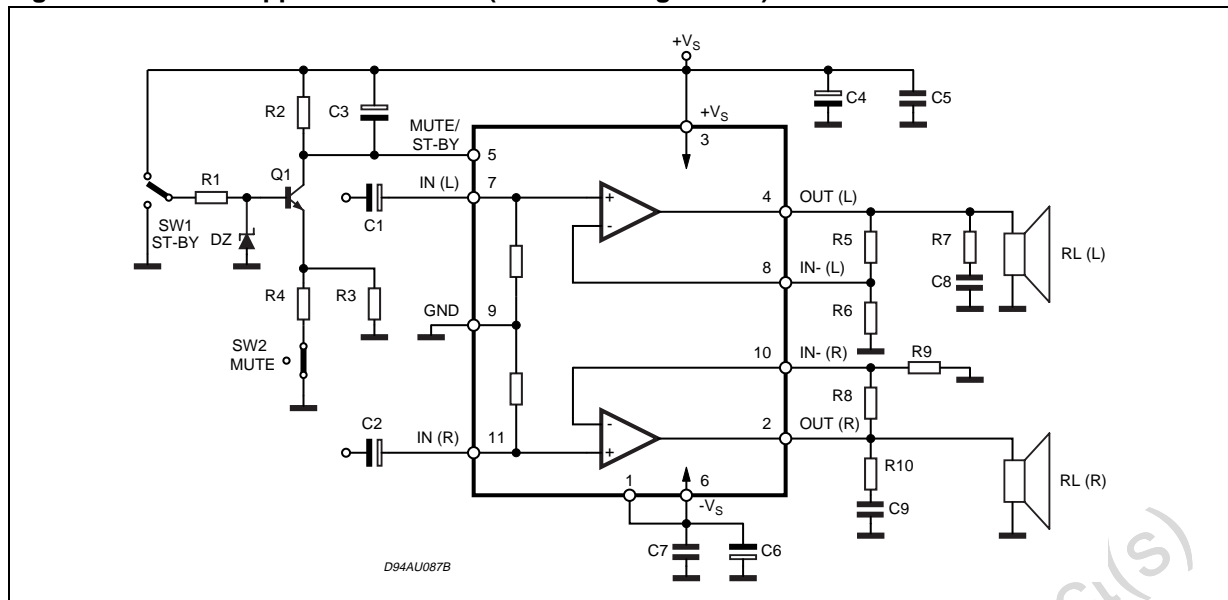 +VS
R2
C3
C4
C5
+VS
3
MUTE/
ST-BY
5
R1
Q1
IN (L)
7
4
OUT (L)
C1
SW1
ST-BY
DZ
+
-
R5
R7
RL (L)
8
IN- (L)
C8
R4
R3
R6
GND
9
SW2
MUTE
10
IN- (R)
R9
R8
C2
IN (R)
11
-
+
2
OUT (R)
R10
RL (R)
1
6
-VS
C9
C7
C6
D94AU087B